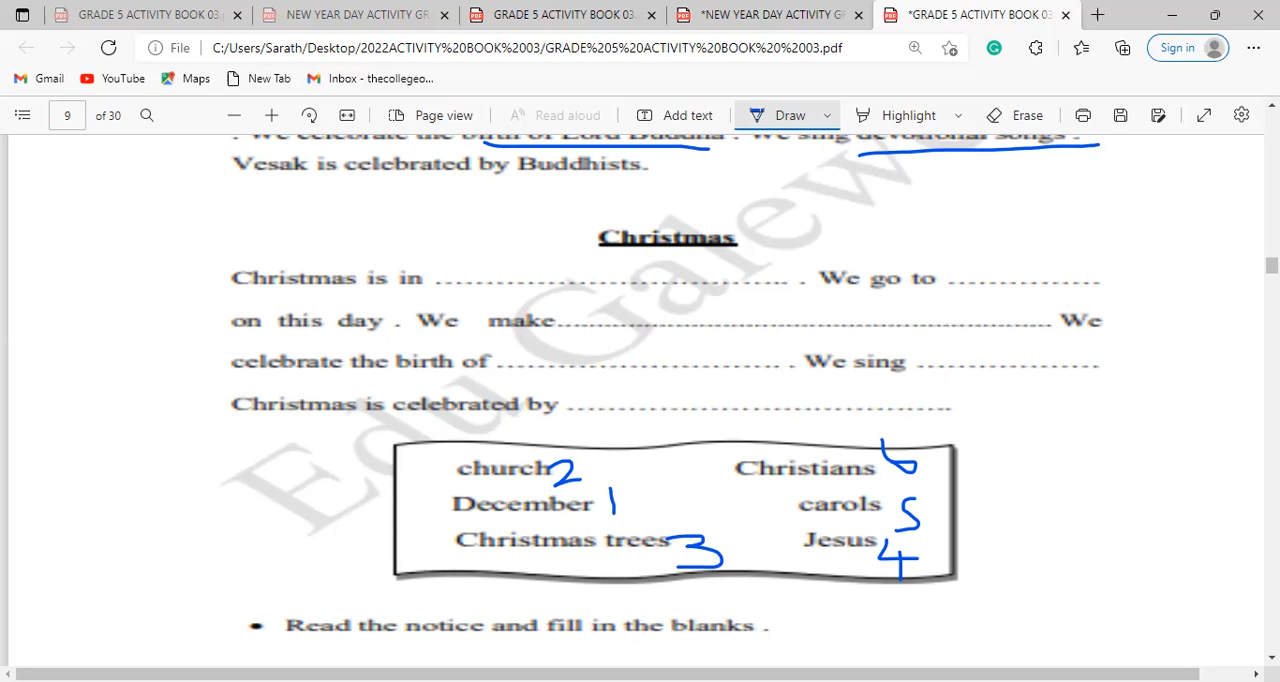 GRADE 5 ACTIVITY BOOK 03.p
NEW YEAR DAY ACTIVITY GR
GRADE 5 ACTIVITY BOOK 03.
*NEW YEAR DAY ACTIVITY GR
*GRADE 5 ACTIVITY BOOK 03
File C:/Users/Sarath/Desktop/2022ACTIVITY%20BOOK%2003/GRADE%205%20ACTIVITY%20BOOK%20%2003.pdf Sign in
Gmail YouTube Maps New Tab Inbox - thecollegeo...
9 of 30 Page view Read aloud Add text Draw Highlight Erase
. We celebrate the birth of Lord Buddha . We sing devotional songs .
Vesak is celebrated by Buddhists.
Christmas
Christmas is in ........................................ . We go to ................
on this day . We make.................................................................. We
celebrate the birth of ................................ . We sing .....................
Christmas is celebrated by ............................................
church 2 Christians 6
December 1 carols 5
Christmas trees 3 Jesus 4
• Read the notice and fill in the blanks .
Edu Galewela